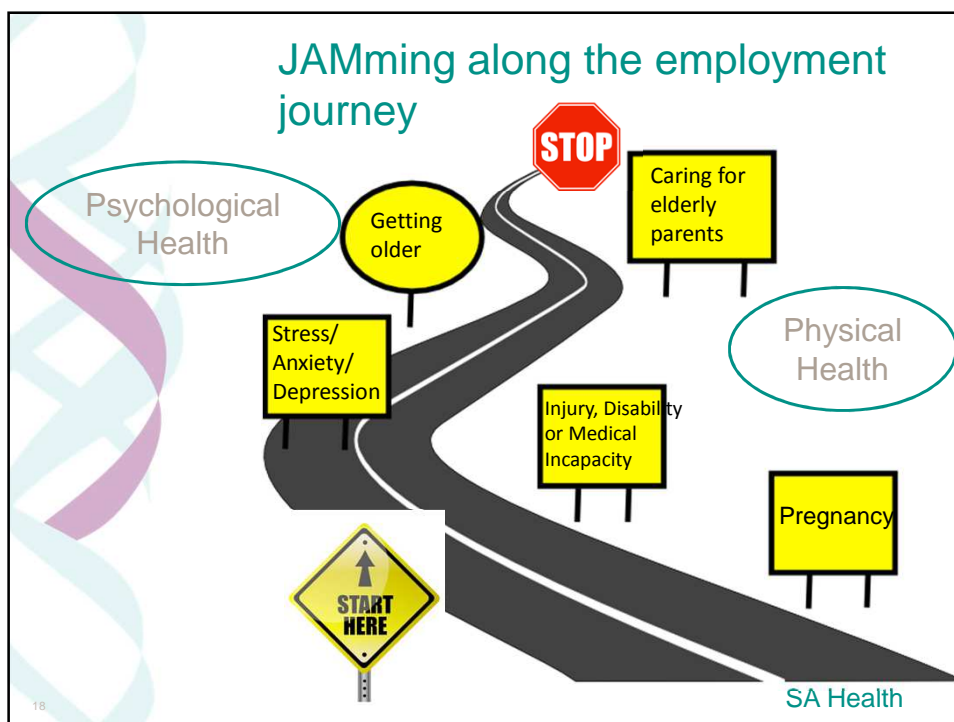 JAMming along the employment
journey
STOP
Caring for
elderly
parents
Psychological
Health
Getting
older
Stress/
Anxiety/
Depression
Physical
Health
Injury, Disability
or Medical
Incapacity
Pregnancy
START
HERE
18
SA Health